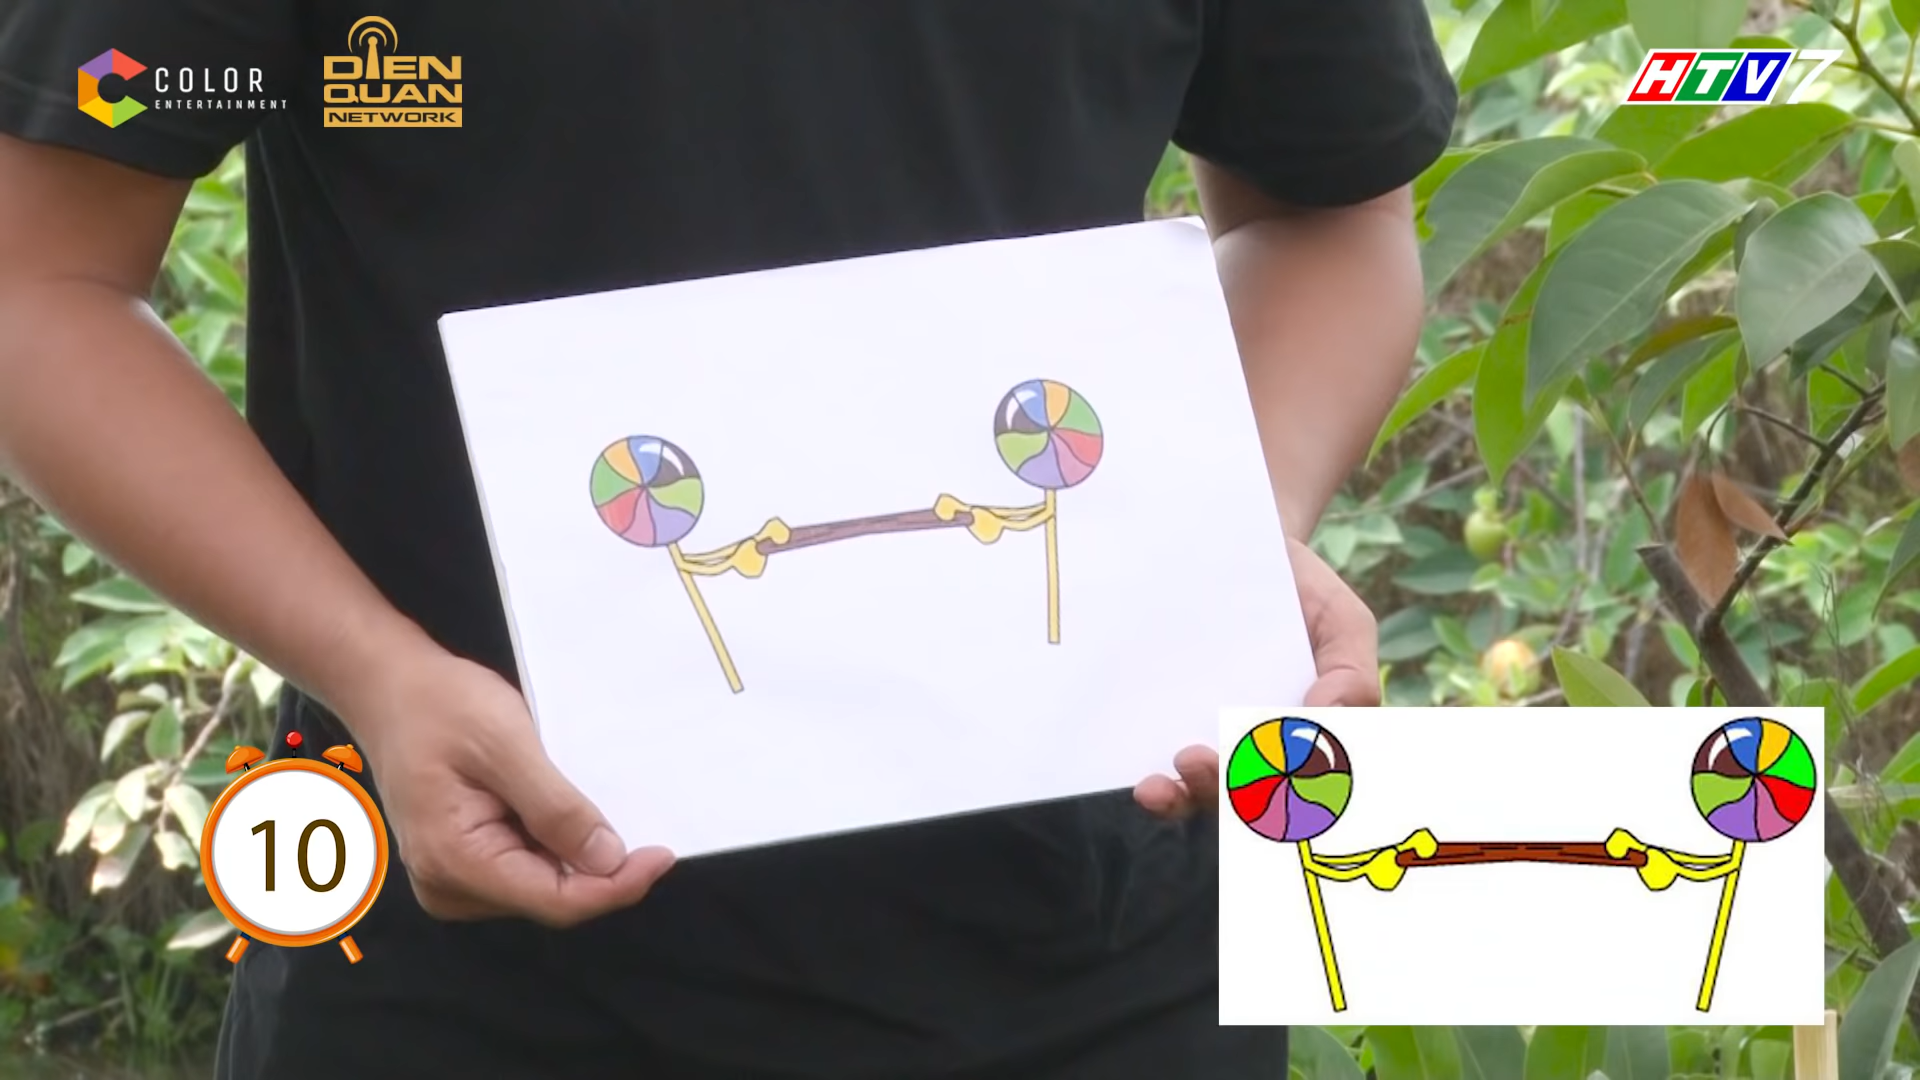 COLOR
ENTERTAINMENT
DIEN
QUAN
NETWORK
HTV7
10